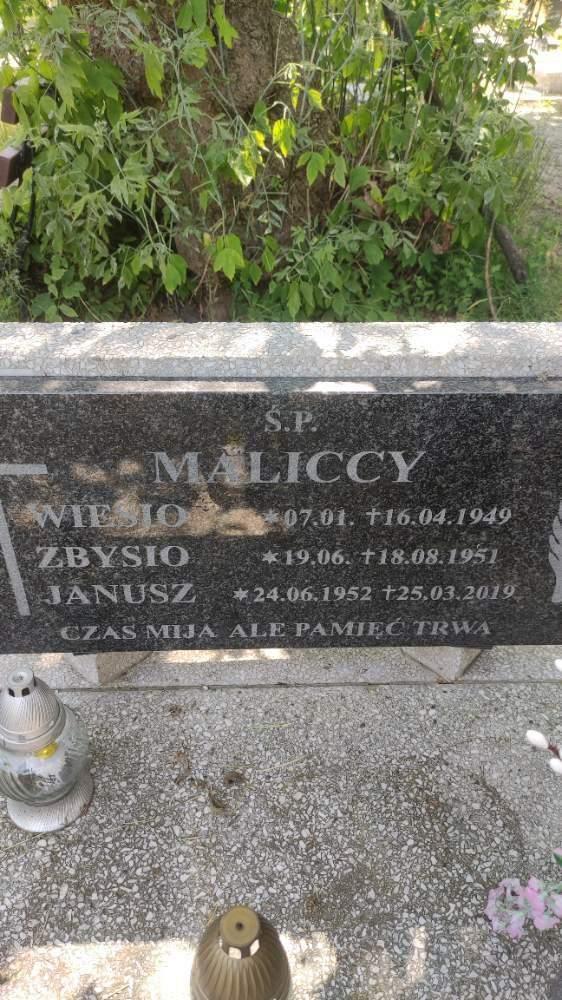 Ś.P.
MALICCY
WIESIO *07.01. †16.04.1949
ZBYSIO *19.06. †18.08.1951
JANUSZ *24.06.1952 †25.03.2019
CZAS MIJA ALE PAMIĘĆ TRWA